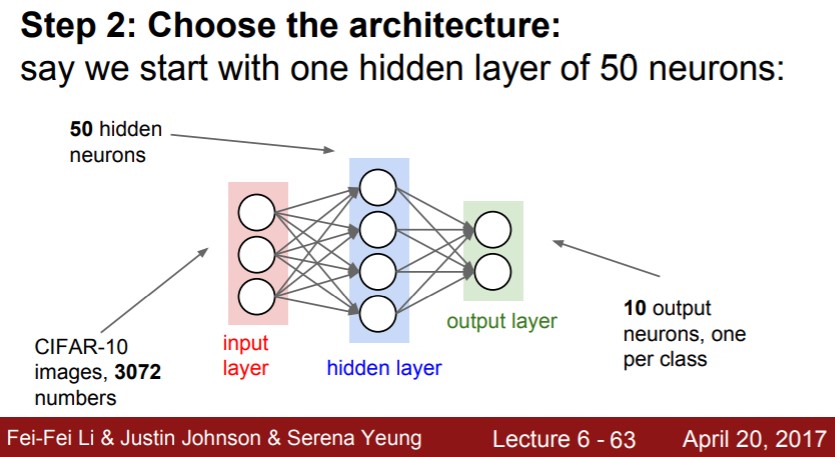 Step 2: Choose the architecture:
say we start with one hidden layer of 50 neurons:
50 hidden
neurons
CIFAR-10
images, 3072
numbers
input
layer
hidden layer
output layer
10 output
neurons, one
per class
Fei-Fei Li & Justin Johnson & Serena Yeung
Lecture 6 - 63
April 20, 2017